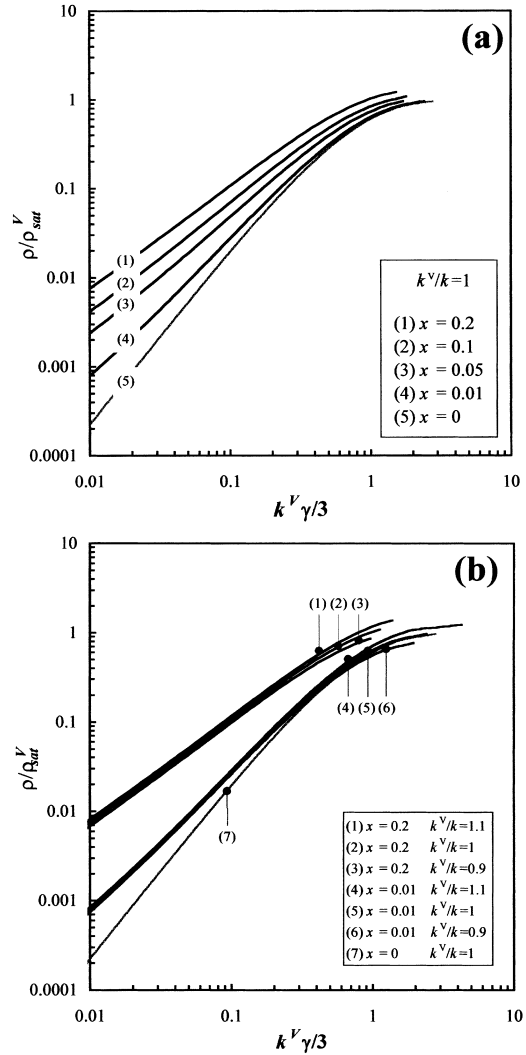 (a)
10
1
0.1
0.01
0.001
0.0001
ρ/ρ^V_sat
(1)
(2)
(3)
(4)
(5)
k^V/k=1
(1) x = 0.2
(2) x = 0.1
(3) x = 0.05
(4) x = 0.01
(5) x = 0
0.01 0.1 1 10
k^V γ/3
(b)
10
1
0.1
0.01
0.001
0.0001
ρ/ρ^V_sat
(1) (2) (3)
(4) (5) (6)
(7)
(1) x = 0.2 k^V/k=1.1
(2) x = 0.2 k^V/k=1
(3) x = 0.2 k^V/k=0.9
(4) x = 0.01 k^V/k=1.1
(5) x = 0.01 k^V/k=1
(6) x = 0.01 k^V/k=0.9
(7) x = 0 k^V/k=1
0.01 0.1 1 10
k^V γ/3